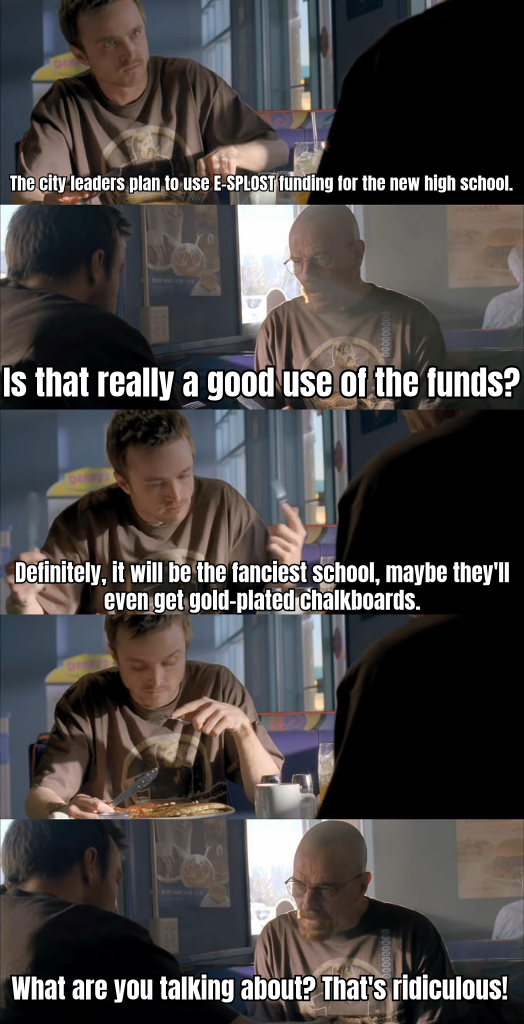 The city leaders plan to use E-SPLOST funding for the new high school.
Is that really a good use of the funds?
Definitely, it will be the fanciest school, maybe they'll
even get gold-plated chalkboards.
What are you talking about? That's ridiculous!